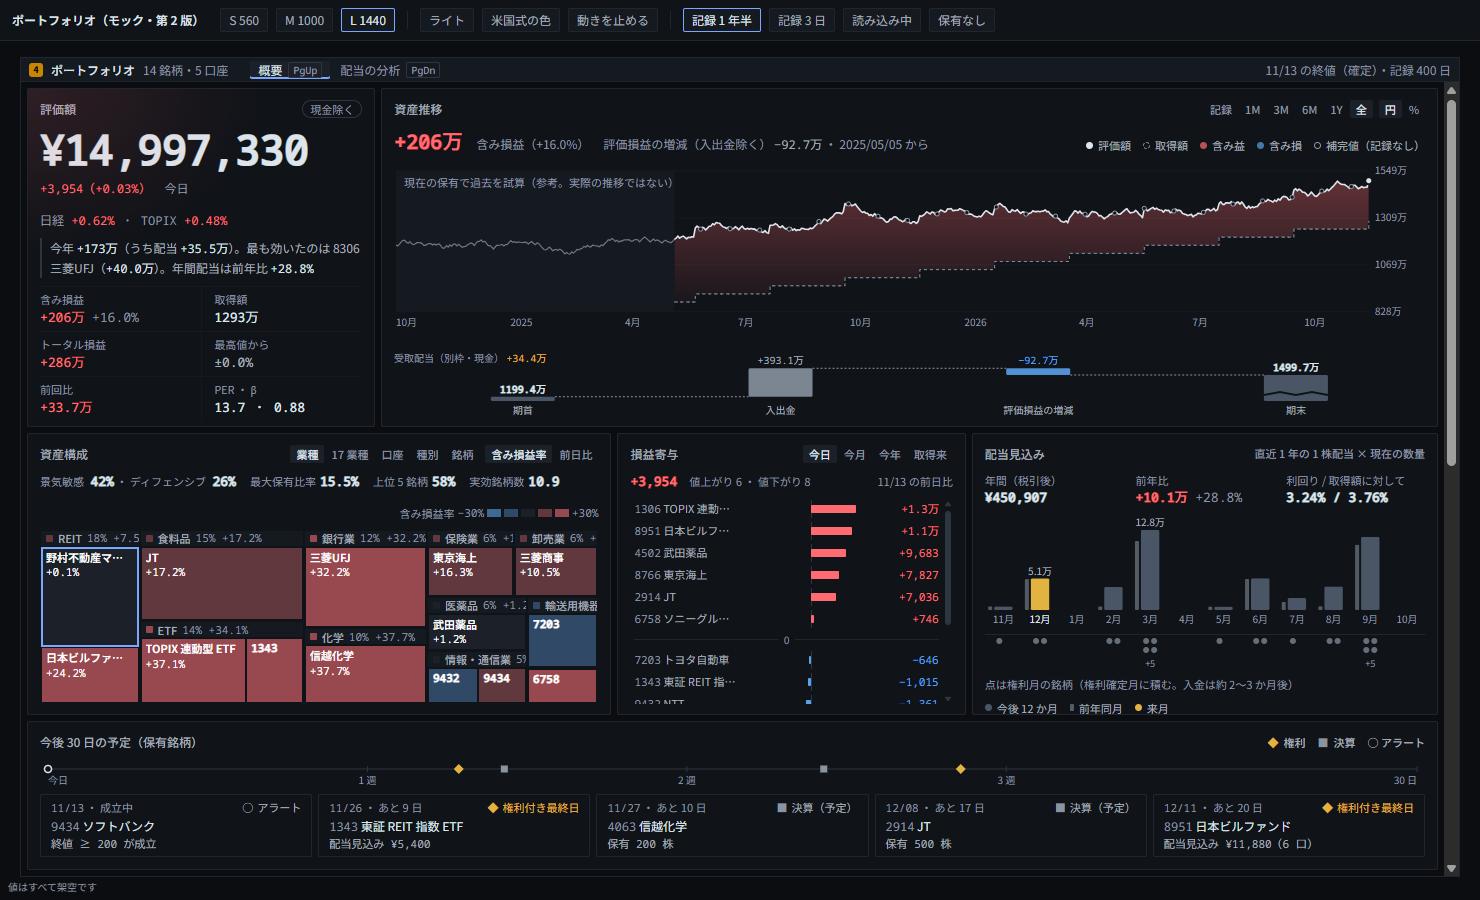 ポートフォリオ（モック・第 2 版） S 560 M 1000 L 1440 ライト 米国式の色 動きを止める 記録 1 年半 記録 3 日 読み込み中 保有なし
4 ポートフォリオ 14 銘柄・5 口座 概要 PgUp 配当の分析 PgDn 11/13 の終値（確定）・記録 400 日
評価額 現金除く
¥14,997,330
+3,954 (+0.03%) 今日
日経 +0.62% ・ TOPIX +0.48%
今年 +173万（うち配当 +35.5万）。最も効いたのは 8306
三菱UFJ（+40.0万）。年間配当は前年比 +28.8%
含み損益 取得額
+206万 +16.0% 1293万
トータル損益 最高値から
+286万 ±0.0%
前回比 PER ・ β
+33.7万 13.7 ・ 0.88
資産推移 記録 1M 3M 6M 1Y 全 円 %
+206万 含み損益（+16.0%） 評価損益の増減（入出金除く）−92.7万 ・ 2025/05/05 から
評価額 取得額 含み益 含み損 補完値（記録なし）
現在の保有で過去を試算（参考。実際の推移ではない）
1549万
1309万
1069万
828万
10月 2025 4月 7月 10月 2026 4月 7月 10月
受取配当（別枠・現金）+34.4万
1199.4万 +393.1万 −92.7万 1499.7万
期首 入出金 評価損益の増減 期末
資産構成 業種 17 業種 口座 種別 銘柄 含み損益率 前日比
景気敏感 42% ・ ディフェンシブ 26% 最大保有比率 15.5% 上位 5 銘柄 58% 実効銘柄数 10.9
含み損益率 −30% +30%
REIT 18% +7.5 食料品 15% +17.2% 銀行業 12% +32.2% 保険業 6% +1 卸売業 6% +
野村不動産マ… JT 三菱UFJ 東京海上 三菱商事
+0.1% +17.2% +32.2% +16.3% +10.5%
医薬品 6% +1.2 輸送用機器
武田薬品 7203
+1.2%
ETF 14% +34.1% 化学 10% +37.7%
日本ビルファ… TOPIX 連動型 ETF 1343 信越化学 情報・通信業 5%
+24.2% +37.1% +37.7% 9432 9434 6758
損益寄与 今日 今月 今年 取得来
+3,954 値上がり 6 ・ 値下がり 8 11/13 の前日比
1306 TOPIX 連動… +1.3万
8951 日本ビルフ… +1.1万
4502 武田薬品 +9,683
8766 東京海上 +7,827
2914 JT +7,036
6758 ソニーグル… +746
0
7203 トヨタ自動車 −646
1343 東証 REIT 指… −1,015
9432 NTT −1,361
配当見込み 直近 1 年の 1 株配当 × 現在の数量
年間（税引後） 前年比 利回り / 取得額に対して
¥450,907 +10.1万 +28.8% 3.24% / 3.76%
12.8万
5.1万
11月 12月 1月 2月 3月 4月 5月 6月 7月 8月 9月 10月
+5 +5
点は権利月の銘柄（権利確定月に積む。入金は約 2〜3 か月後）
今後 12 か月 前年同月 来月
今後 30 日の予定（保有銘柄） 権利 決算 アラート
今日 1 週 2 週 3 週 30 日
11/13 ・ 成立中 アラート
9434 ソフトバンク
終値 ≥ 200 が成立
11/26 ・ あと 9 日 権利付き最終日
1343 東証 REIT 指数 ETF
配当見込み ¥5,400
11/27 ・ あと 10 日 決算（予定）
4063 信越化学
保有 200 株
12/08 ・ あと 17 日 決算（予定）
2914 JT
保有 500 株
12/11 ・ あと 20 日 権利付き最終日
8951 日本ビルファンド
配当見込み ¥11,880（6 口）
値はすべて架空です